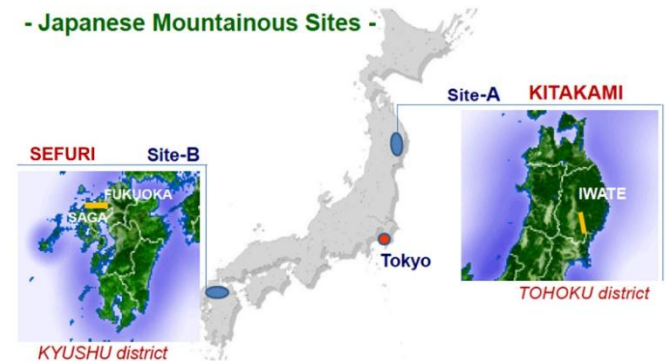 - Japanese Mountainous Sites -
Site-A KITAKAMI
SEFURI Site-B
IWATE
FUKUOKA
SAGA
Tokyo
TOHOKU district
KYUSHU district